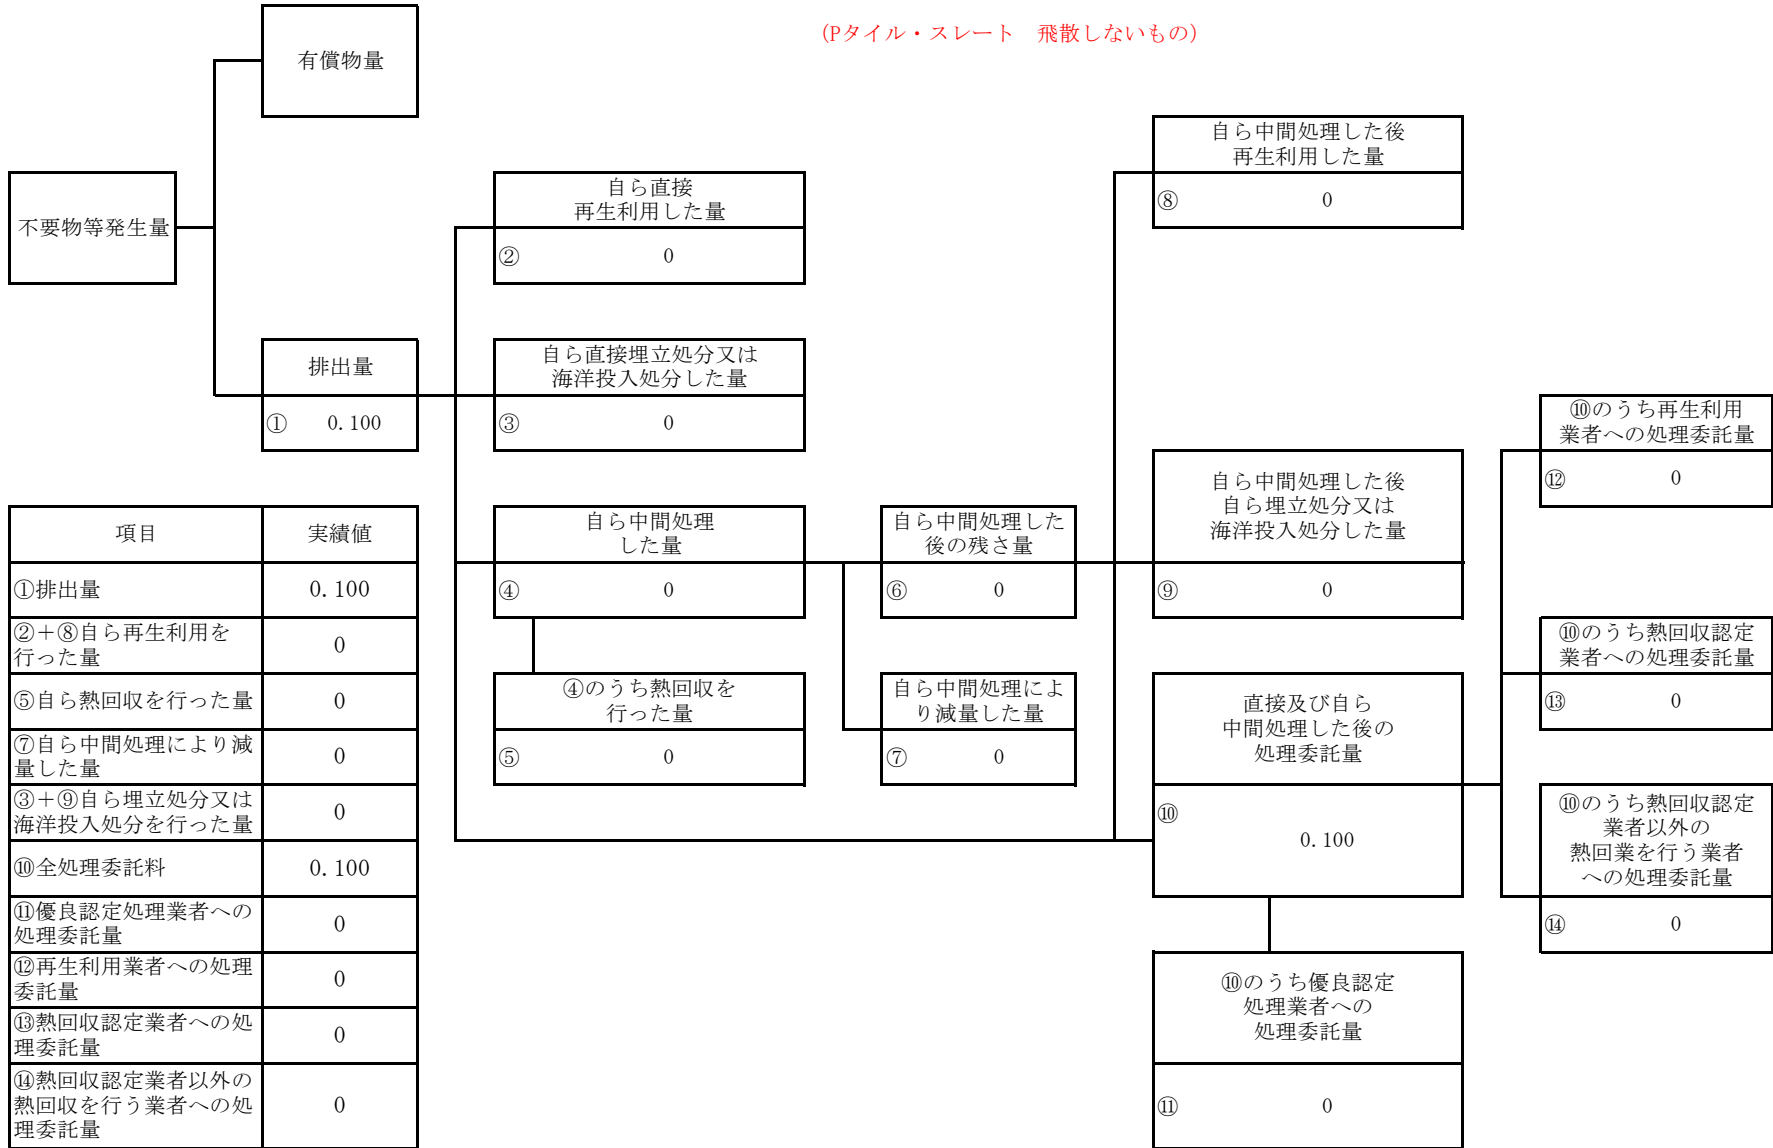 (Pタイル・スレート　飛散しないもの)
有償物量
不要物等発生量
排出量
① 0.100
自ら直接
再生利用した量
② 0
自ら直接埋立処分又は
海洋投入処分した量
③ 0
自ら中間処理
した量
④ 0
④のうち熱回収を
行った量
⑤ 0
自ら中間処理した
後の残さ量
⑥ 0
自ら中間処理によ
り減量した量
⑦ 0
自ら中間処理した後
再生利用した量
⑧ 0
自ら中間処理した後
自ら埋立処分又は
海洋投入処分した量
⑨ 0
直接及び自ら
中間処理した後の
処理委託量
⑩
0.100
⑩のうち優良認定
処理業者への
処理委託量
⑪ 0
⑩のうち再生利用
業者への処理委託量
⑫ 0
⑩のうち熱回収認定
業者への処理委託量
⑬ 0
⑩のうち熱回収認定
業者以外の
熱回業を行う業者
への処理委託量
⑭ 0
項目 実績値
①排出量 0.100
②＋⑧自ら再生利用を
行った量 0
⑤自ら熱回収を行った量 0
⑦自ら中間処理により減
量した量 0
③＋⑨自ら埋立処分又は
海洋投入処分を行った量 0
⑩全処理委託料 0.100
⑪優良認定処理業者への
処理委託量 0
⑫再生利用業者への処理
委託量 0
⑬熱回収認定業者への処
理委託量 0
⑭熱回収認定業者以外の
熱回収を行う業者への処
理委託量 0